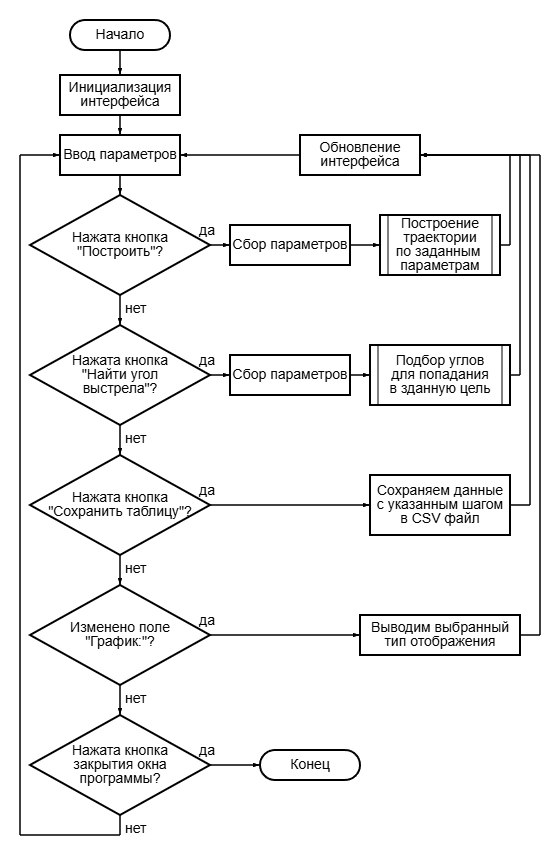 Начало
Инициализация
интерфейса
Ввод параметров
Обновление
интерфейса
Нажата кнопка
"Построить"?
да
Сбор параметров
Построение
траектории
по заданным
параметрам
нет
Нажата кнопка
"Найти угол
выстрела"?
да
Сбор параметров
Подбор углов
для попадания
в зданную цель
нет
Нажата кнопка
"Сохранить таблицу"?
да
Сохраняем данные
с указанным шагом
в CSV файл
нет
Изменено поле
"График:"?
да
Выводим выбранный
тип отображения
нет
Нажата кнопка
закрытия окна
программы?
да
Конец
нет